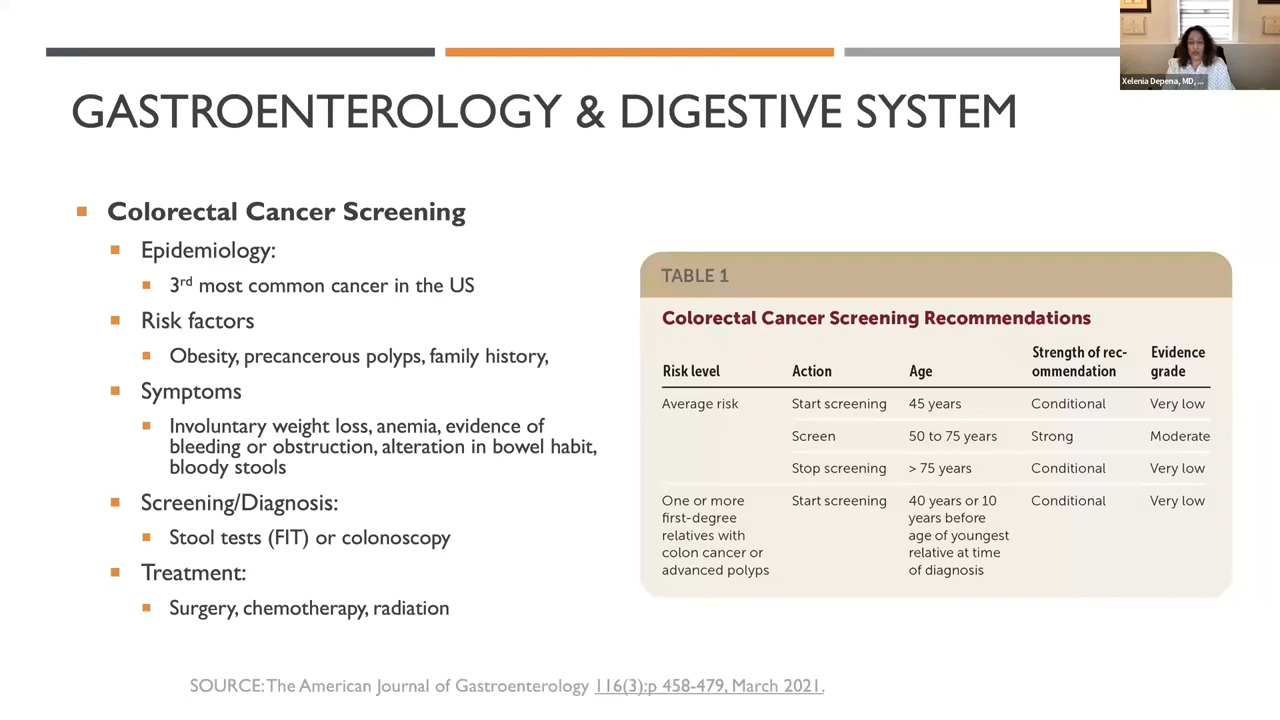 Xelenia Depena, MD, ...
GASTROENTEROLOGY & DIGESTIVE SYSTEM
Colorectal Cancer Screening
Epidemiology:
3rd most common cancer in the US
Risk factors
Obesity, precancerous polyps, family history,
Symptoms
Involuntary weight loss, anemia, evidence of
bleeding or obstruction, alteration in bowel habit,
bloody stools
Screening/Diagnosis:
Stool tests (FIT) or colonoscopy
Treatment:
Surgery, chemotherapy, radiation
TABLE 1
Colorectal Cancer Screening Recommendations
Risk level Action Age Strength of rec-
ommendation Evidence
grade
Average risk Start screening 45 years Conditional Very low
Screen 50 to 75 years Strong Moderate
Stop screening > 75 years Conditional Very low
One or more Start screening 40 years or 10 Conditional Very low
first-degree years before
relatives with age of youngest
colon cancer or relative at time
advanced polyps of diagnosis
SOURCE: The American Journal of Gastroenterology 116(3):p 458-479, March 2021.